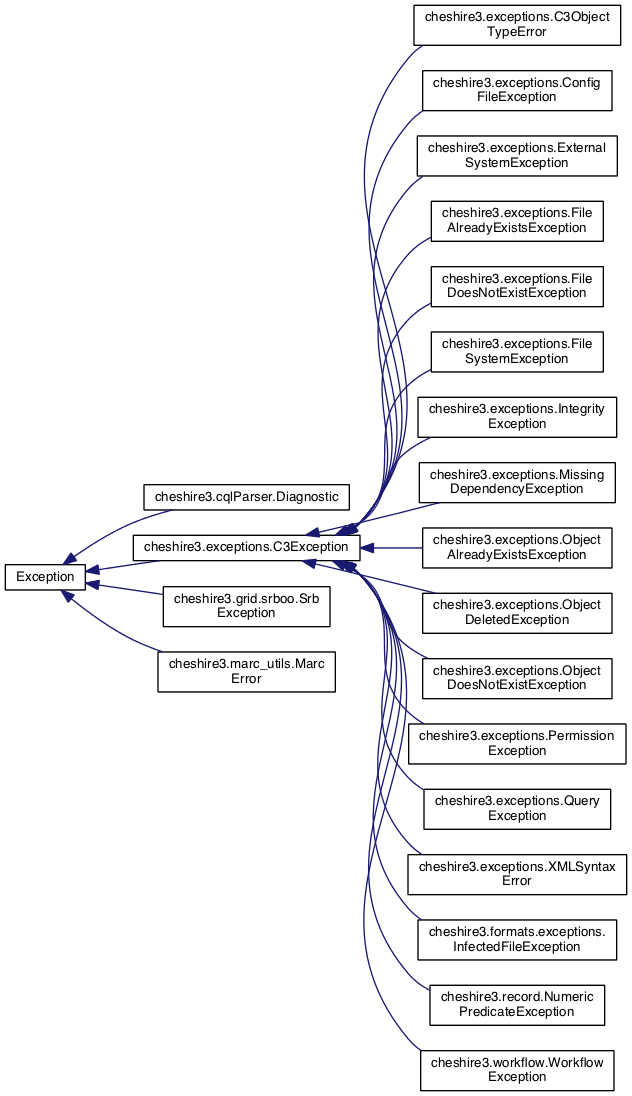 cheshire3.exceptions.C3Object
TypeError
cheshire3.exceptions.Config
FileException
cheshire3.exceptions.External
SystemException
cheshire3.exceptions.File
AlreadyExistsException
cheshire3.exceptions.File
DoesNotExistException
cheshire3.exceptions.File
SystemException
cheshire3.exceptions.Integrity
Exception
cheshire3.exceptions.Missing
DependencyException
cheshire3.cqlParser.Diagnostic
cheshire3.exceptions.C3Exception
cheshire3.exceptions.Object
AlreadyExistsException
Exception
cheshire3.grid.srboo.Srb
Exception
cheshire3.exceptions.Object
DeletedException
cheshire3.marc_utils.Marc
Error
cheshire3.exceptions.Object
DoesNotExistException
cheshire3.exceptions.Permission
Exception
cheshire3.exceptions.Query
Exception
cheshire3.exceptions.XMLSyntax
Error
cheshire3.formats.exceptions.
InfectedFileException
cheshire3.record.Numeric
PredicateException
cheshire3.workflow.Workflow
Exception